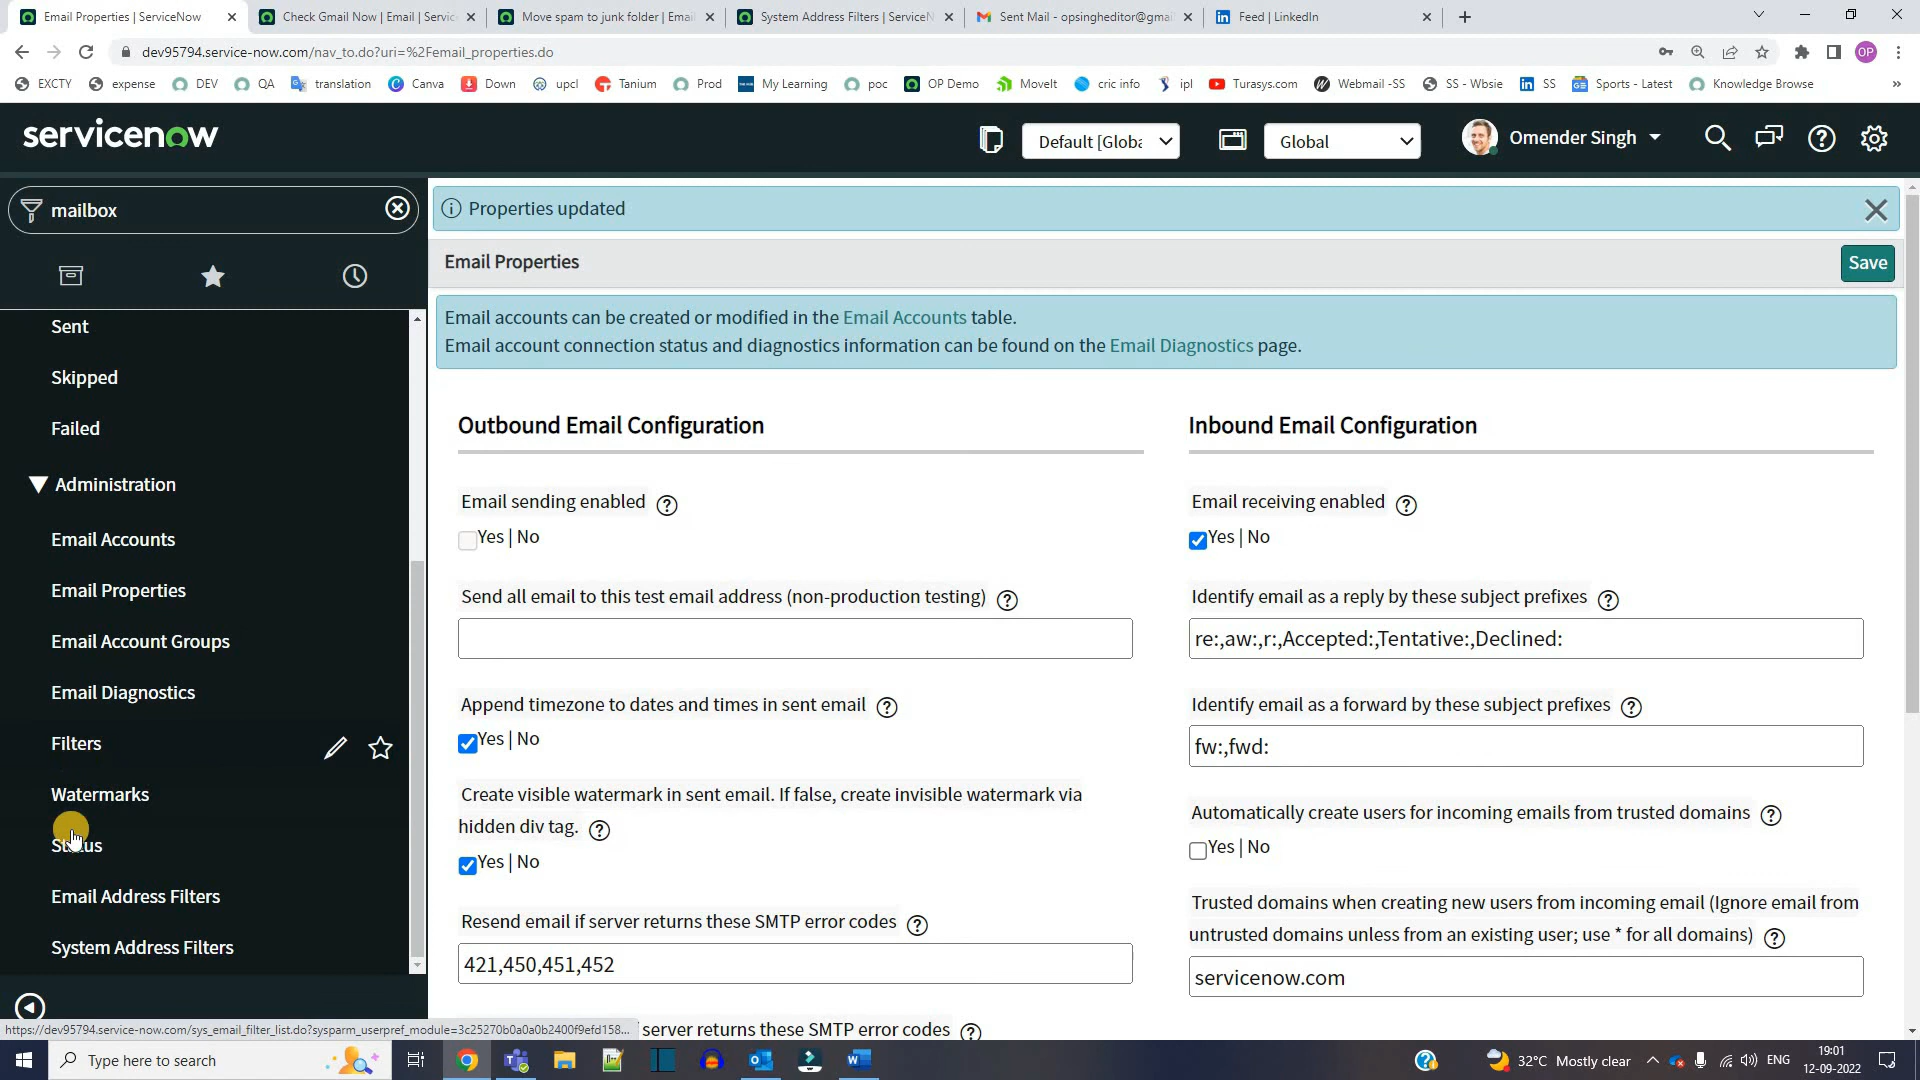 Email Properties | ServiceNow
Check Gmail Now | Email | Servic
Move spam to junk folder | Emai
System Address Filters | ServiceN
Sent Mail - opsingheditor@gmai
Feed | LinkedIn
dev95794.service-now.com/nav_to.do?uri=%2Femail_properties.do
OP
EXCTY
expense
DEV
QA
translation
Canva
Down
upcl
Tanium
Prod
My Learning
poc
OP Demo
MoveIt
cric info
ipl
Turasys.com
Webmail -SS
SS - Wbsie
SS
Sports - Latest
Knowledge Browse
»
servicenow
Default [Globa
Global
Omender Singh
mailbox
Properties updated
Email Properties
Save
Email accounts can be created or modified in the Email Accounts table.
Email account connection status and diagnostics information can be found on the Email Diagnostics page.
Sent
Skipped
Failed
Administration
Email Accounts
Email Properties
Email Account Groups
Email Diagnostics
Filters
Watermarks
Status
Email Address Filters
System Address Filters
Outbound Email Configuration
Email sending enabled
Yes | No
Send all email to this test email address (non-production testing)
Append timezone to dates and times in sent email
Yes | No
Create visible watermark in sent email. If false, create invisible watermark via
hidden div tag.
Yes | No
Resend email if server returns these SMTP error codes
421,450,451,452
server returns these SMTP error codes
Inbound Email Configuration
Email receiving enabled
Yes | No
Identify email as a reply by these subject prefixes
re:,aw:,r:,Accepted:,Tentative:,Declined:
Identify email as a forward by these subject prefixes
fw:,fwd:
Automatically create users for incoming emails from trusted domains
Yes | No
Trusted domains when creating new users from incoming email (Ignore email from
untrusted domains unless from an existing user; use * for all domains)
servicenow.com
https://dev95794.service-now.com/sys_email_filter_list.do?sysparm_userpref_module=3c25270b0a0a0b2400f9efd158...
Type here to search
32°C Mostly clear
ENG
19:01
12-09-2022